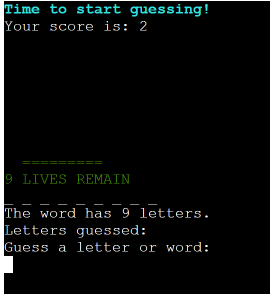 Time to start guessing!
Your score is: 2
=========
9 LIVES REMAIN
_ _ _ _ _ _ _ _ _
The word has 9 letters.
Letters guessed:
Guess a letter or word: